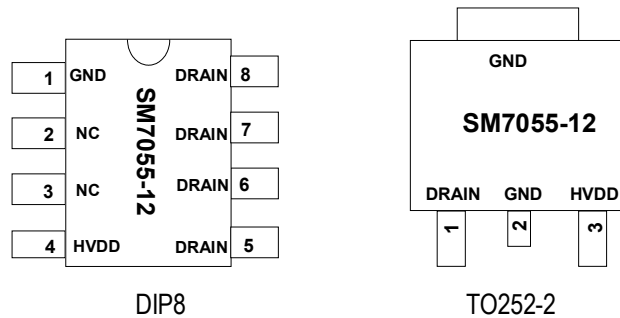 1 GND DRAIN 8
2 NC DRAIN 7
3 NC DRAIN 6
4 HVDD DRAIN 5
SM7055-12
DIP8
GND
SM7055-12
DRAIN GND HVDD
1 2 3
TO252-2